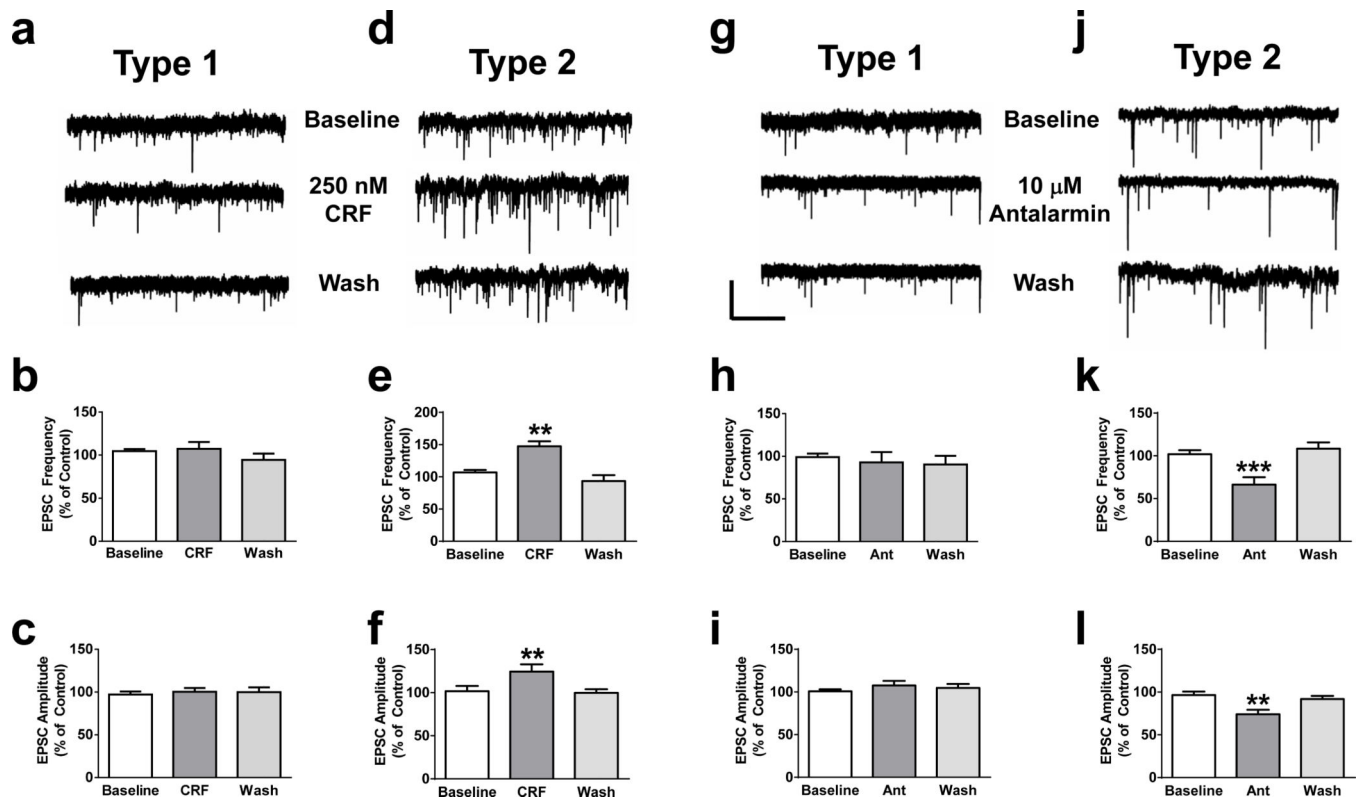 a
d
g
j
Type 1
Type 2
Type 1
Type 2
Baseline
250 nM
CRF
Wash
Baseline
10 μM
Antalarmin
Wash
b
EPSC Frequency
(% of Control)
150
100
50
0
Baseline CRF Wash
e
EPSC Frequency
(% of Control)
200
150
100
50
0
**
Baseline CRF Wash
h
EPSC Frequency
(% of Control)
150
100
50
0
Baseline Ant Wash
k
EPSC Frequency
(% of Control)
150
100
50
0
***
Baseline Ant Wash
c
EPSC Amplitude
(% of Control)
150
100
50
0
Baseline CRF Wash
f
EPSC Amplitude
(% of Control)
150
100
50
0
**
Baseline CRF Wash
i
EPSC Amplitude
(% of Control)
150
100
50
0
Baseline Ant Wash
l
EPSC Amplitude
(% of Control)
150
100
50
0
**
Baseline Ant Wash